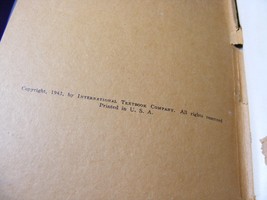 Copyright, 1943, by INTERNATIONAL TEXTBOOK COMPANY. All rights reserved
Printed in U. S. A.